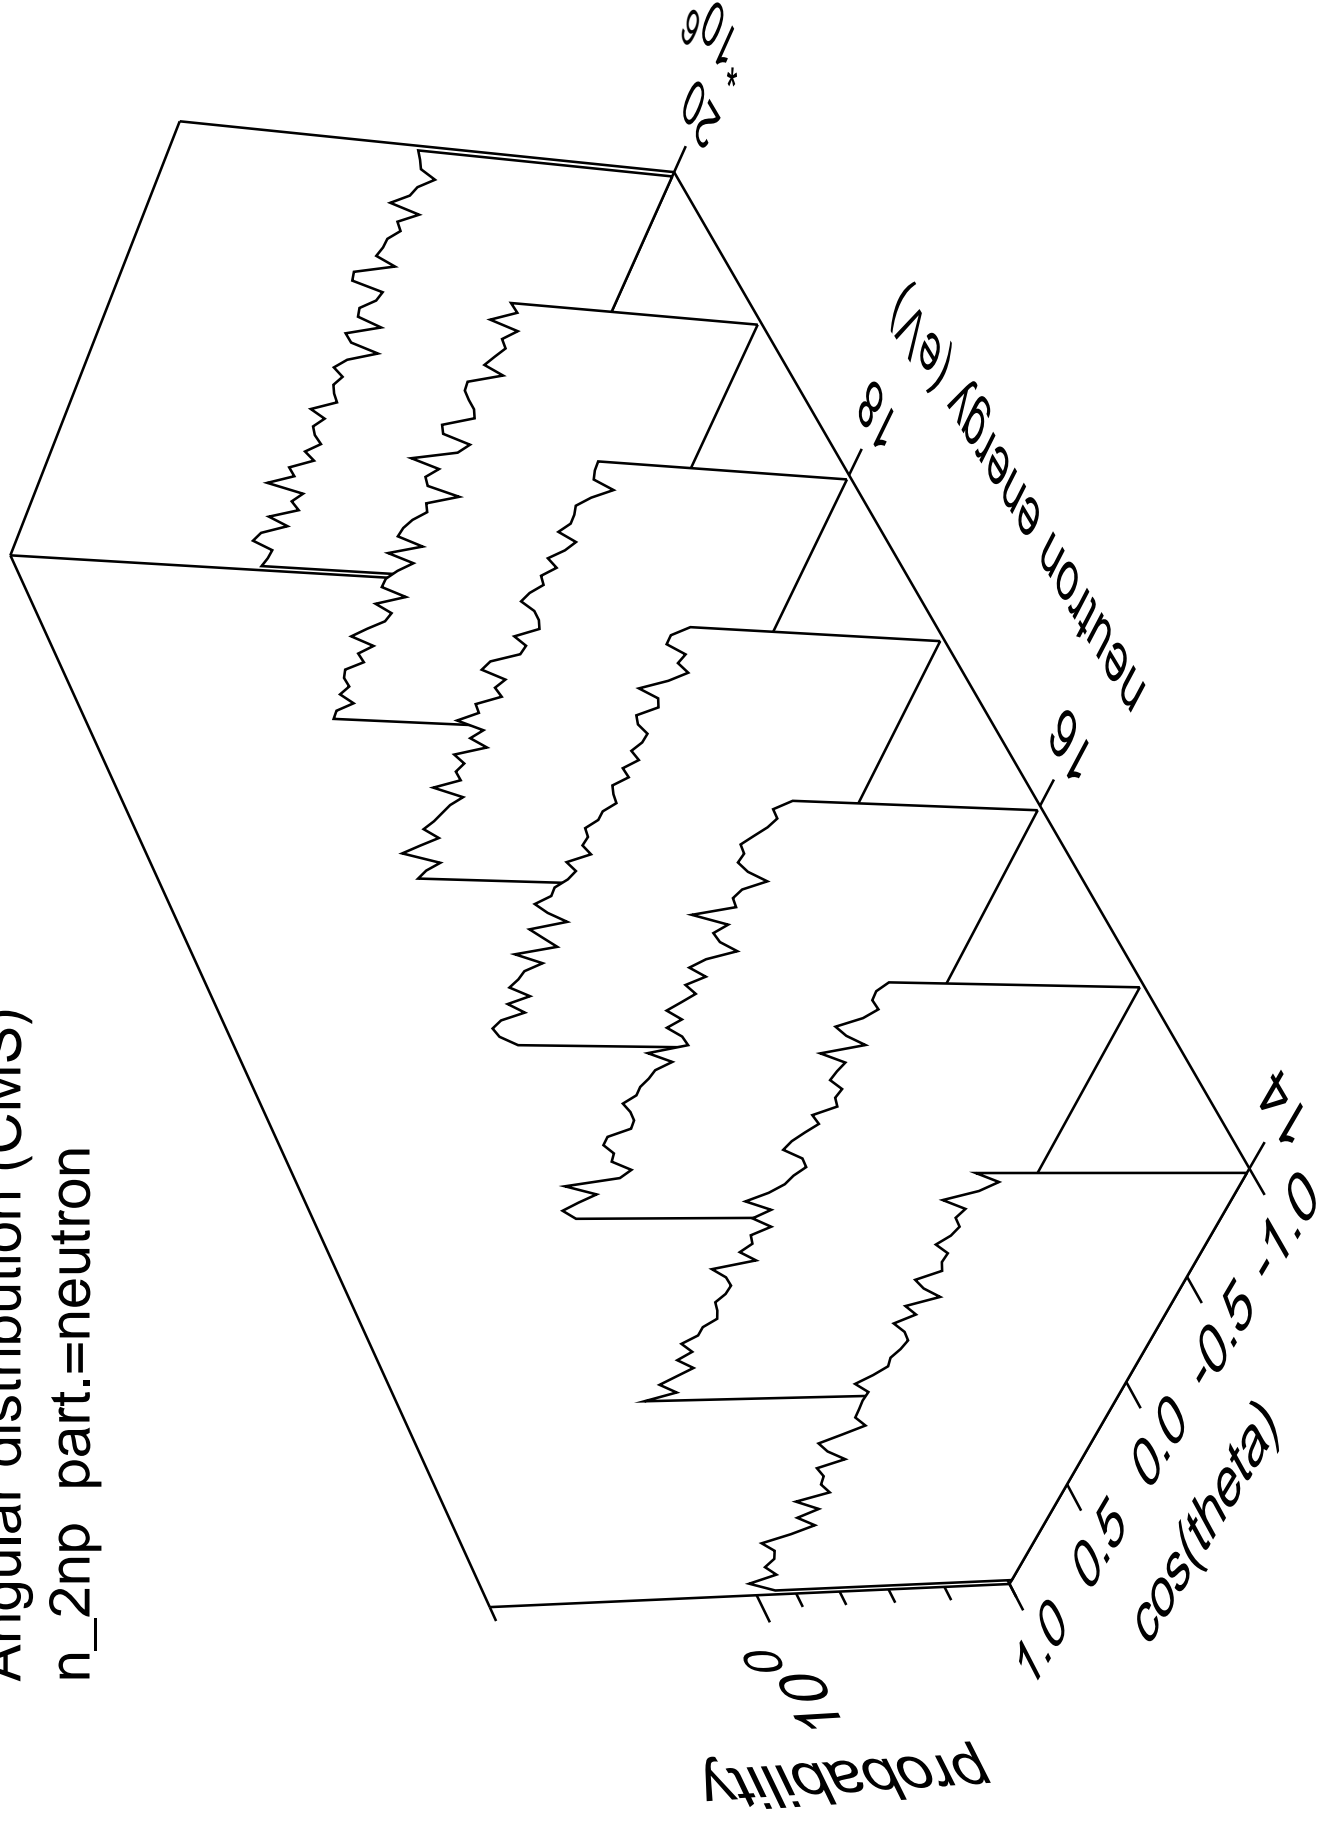 Angular distribution (CMS)
n_2np part.=neutron
probability
10^0
1.0 0.5 0.0 -0.5 -1.0
cos(theta)
14 16 18 20
*10^6
neutron energy (eV)